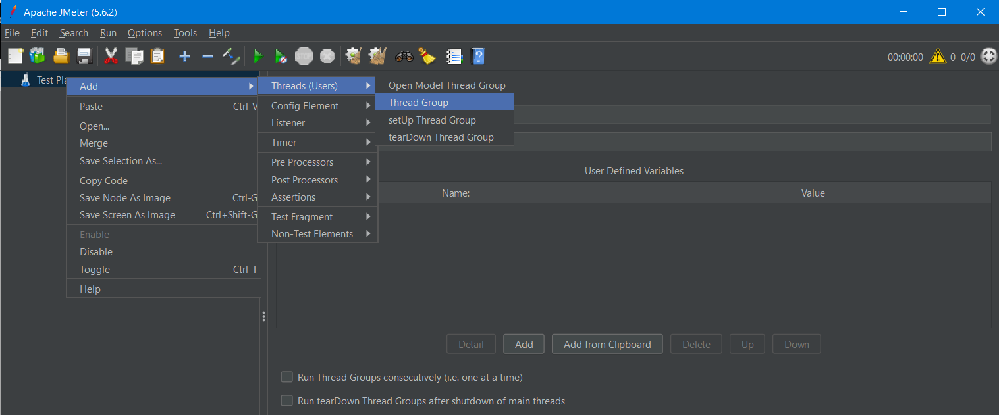 Apache JMeter (5.6.2)
File Edit Search Run Options Tools Help
STOP
00:00:00 0 0/0
Test Pla
Add
Paste Ctrl-V
Open...
Merge
Save Selection As...
Copy Code
Save Node As Image Ctrl-G
Save Screen As Image Ctrl+Shift-G
Enable
Disable
Toggle Ctrl-T
Help
Threads (Users)
Config Element
Listener
Timer
Pre Processors
Post Processors
Assertions
Test Fragment
Non-Test Elements
Open Model Thread Group
Thread Group
setUp Thread Group
tearDown Thread Group
User Defined Variables
Name: Value
Detail Add Add from Clipboard Delete Up Down
Run Thread Groups consecutively (i.e. one at a time)
Run tearDown Thread Groups after shutdown of main threads